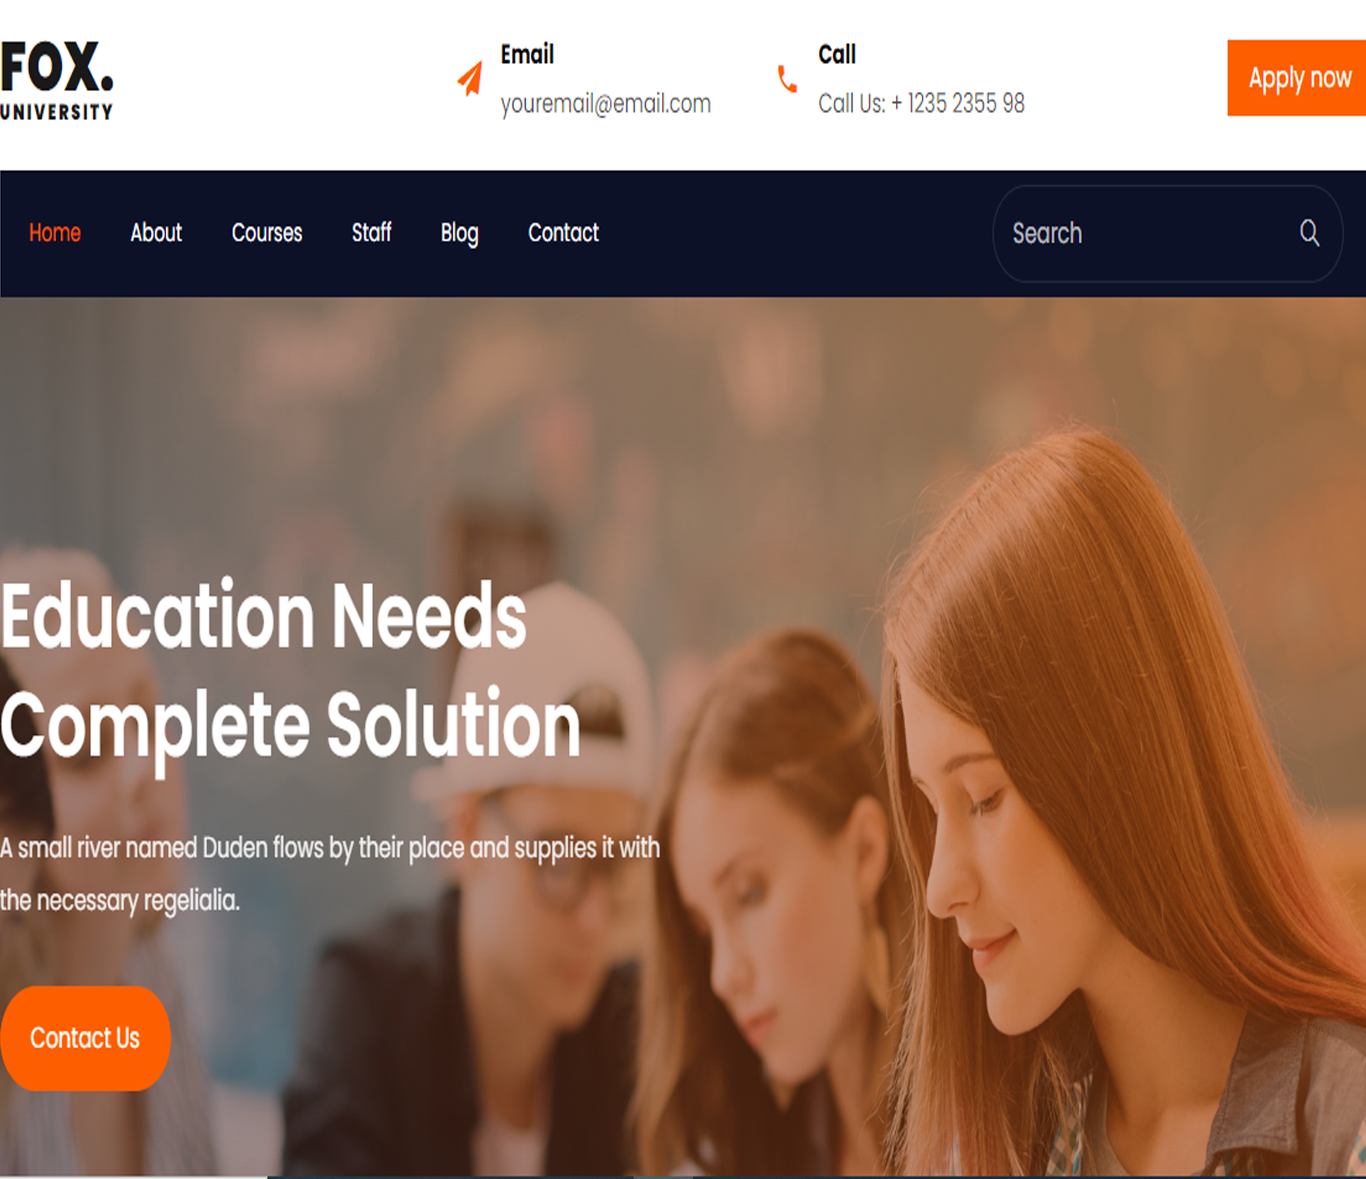 FOX.
UNIVERSITY
Email
youremail@email.com
Call
Call Us: + 1235 2355 98
Apply now
Home About Courses Staff Blog Contact
Search
Education Needs
Complete Solution
A small river named Duden flows by their place and supplies it with
the necessary regelialia.
Contact Us